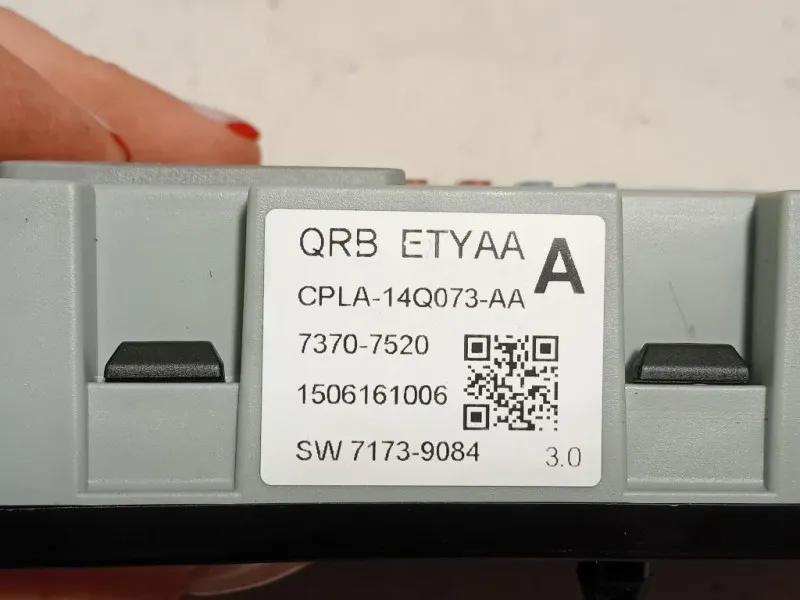 QRB ETYAA
A
CPLA-14Q073-AA
7370-7520
1506161006
SW 7173-9084
3.0